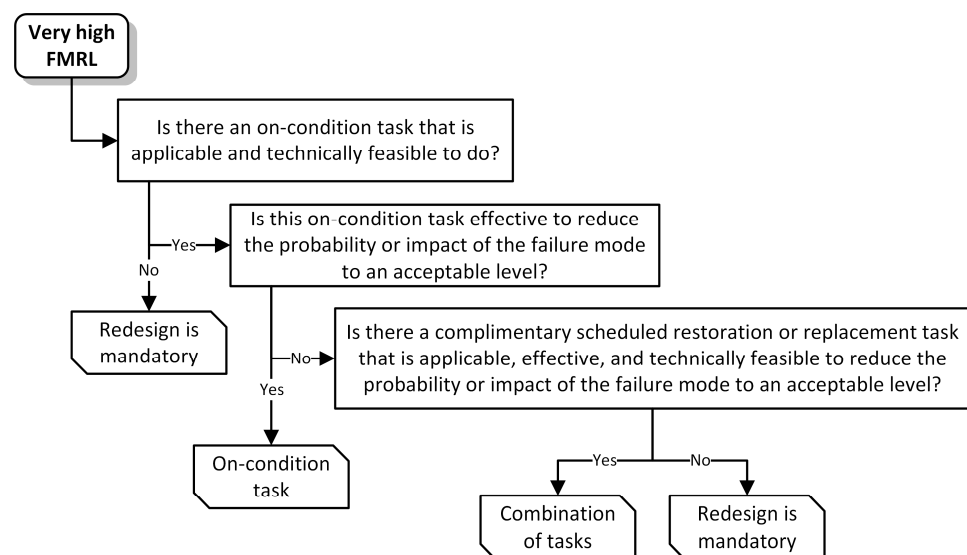 Very high
FMRL
Is there an on-condition task that is
applicable and technically feasible to do?
Is this on-condition task effective to reduce
the probability or impact of the failure mode
to an acceptable level?
Yes
No
Redesign is
mandatory
Is there a complimentary scheduled restoration or replacement task
that is applicable, effective, and technically feasible to reduce the
probability or impact of the failure mode to an acceptable level?
No
Yes
On-condition
task
Yes
No
Combination
of tasks
Redesign is
mandatory